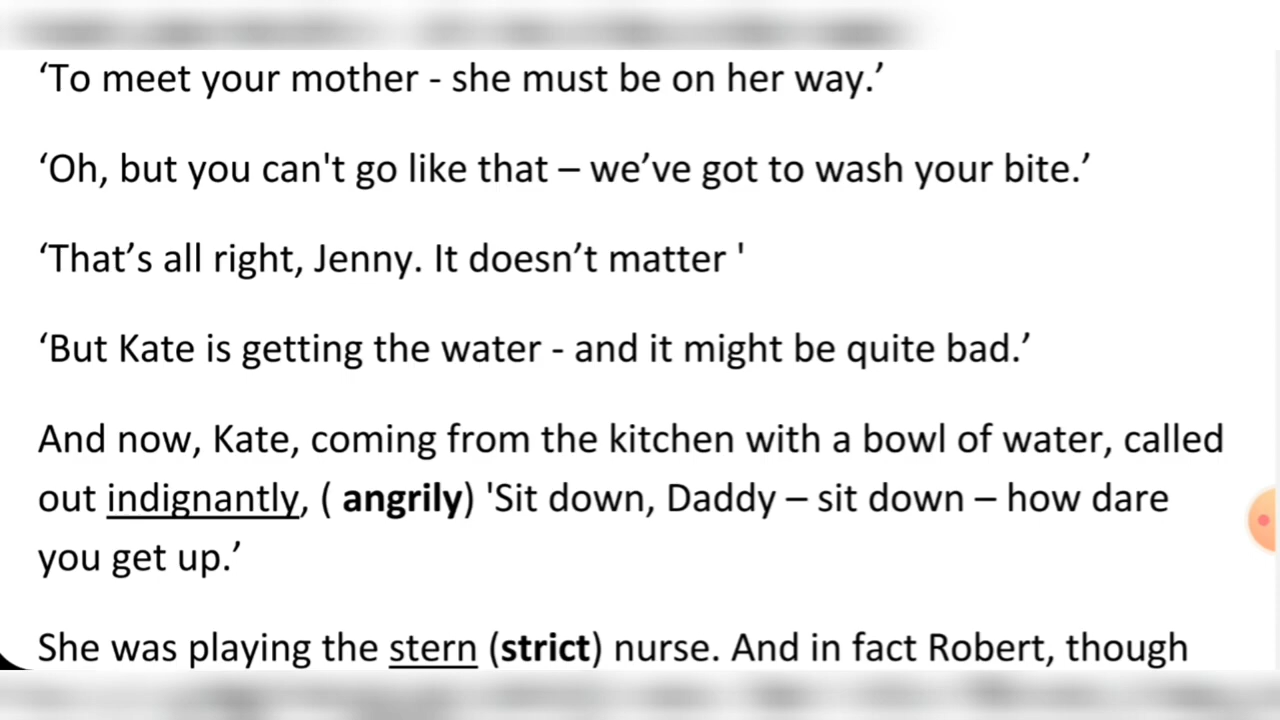 ‘To meet your mother - she must be on her way.’
‘Oh, but you can't go like that – we’ve got to wash your bite.’
‘That’s all right, Jenny. It doesn’t matter '
‘But Kate is getting the water - and it might be quite bad.’
And now, Kate, coming from the kitchen with a bowl of water, called
out indignantly, ( angrily) 'Sit down, Daddy – sit down – how dare
you get up.’
She was playing the stern (strict) nurse. And in fact Robert, though